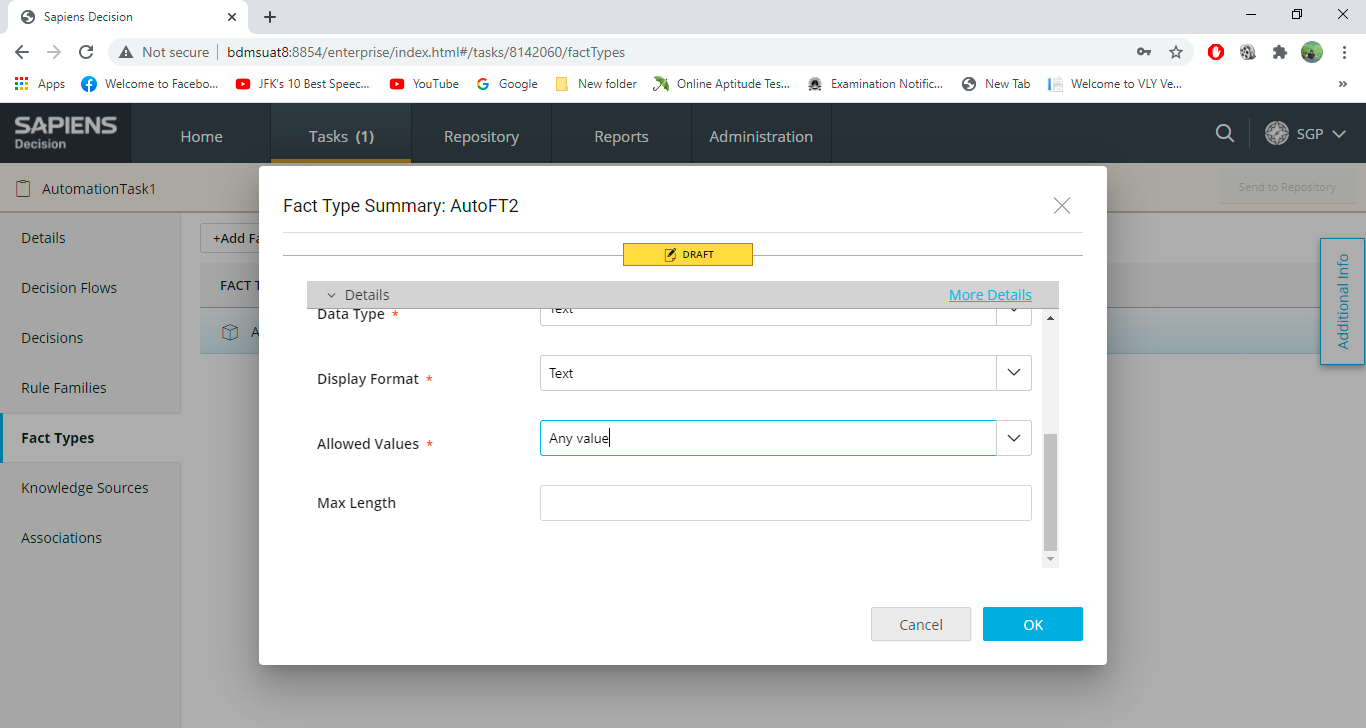 Sapiens Decision
Not secure bdmsuat8:8854/enterprise/index.html#/tasks/8142060/factTypes
Apps Welcome to Facebo... JFK's 10 Best Speec... YouTube Google New folder Online Aptitude Tes... Examination Notific... New Tab Welcome to VLY Ve... »
SAPIENS
Decision
Home Tasks (1) Repository Reports Administration SGP
AutomationTask1 Send to Repository
Fact Type Summary: AutoFT2
Details
+Add Fa
DRAFT
FACT T
Details More Details
Additional Info
Decision Flows
Data Type * Text
A
Decisions
Display Format * Text
Rule Families
Allowed Values * Any value
Fact Types
Knowledge Sources
Max Length
Associations
Cancel OK